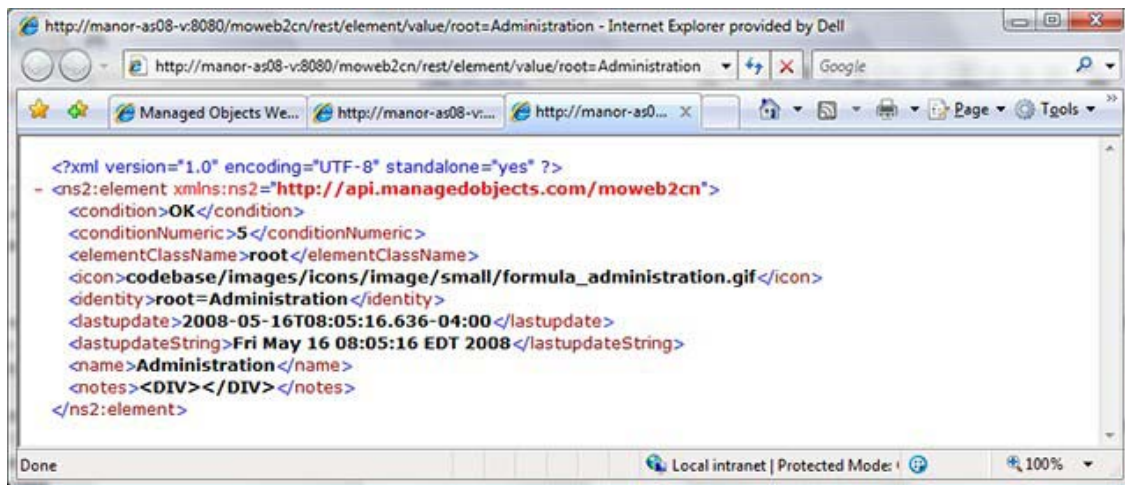 http://manor-as08-v:8080/moweb2cn/rest/element/value/root=Administration - Internet Explorer provided by Dell
http://manor-as08-v:8080/moweb2cn/rest/element/value/root=Administration Google
Managed Objects We... http://manor-as08-v:... http://manor-as0... X Page Tools »
<?xml version="1.0" encoding="UTF-8" standalone="yes" ?>
- <ns2:element xmlns:ns2="http://api.managedobjects.com/moweb2cn">
<condition>OK</condition>
<conditionNumeric>5</conditionNumeric>
<elementClassName>root</elementClassName>
<icon>codebase/images/icons/image/small/formula_administration.gif</icon>
<identity>root=Administration</identity>
<lastupdate>2008-05-16T08:05:16.636-04:00</lastupdate>
<lastupdateString>Fri May 16 08:05:16 EDT 2008</lastupdateString>
<name>Administration</name>
<notes><DIV></DIV></notes>
</ns2:element>
Done Local intranet | Protected Mode: 100%